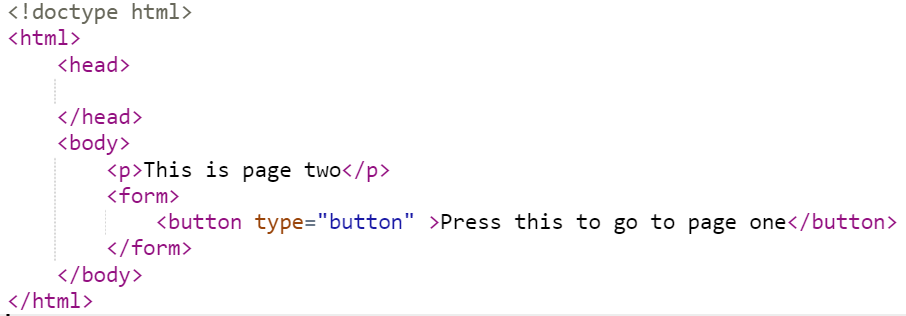 <!doctype html>
<html>
<head>
</head>
<body>
<p>This is page two</p>
<form>
<button type="button" >Press this to go to page one</button>
</form>
</body>
</html>